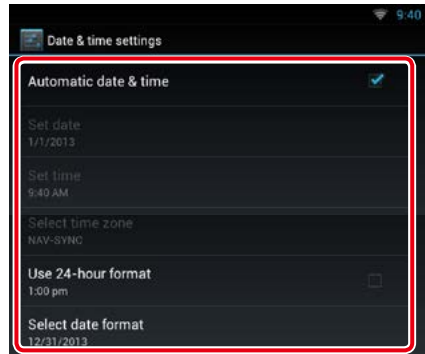 9:40
Date & time settings
Automatic date & time
Set date
1/1/2013
Set time
9:40 AM
Select time zone
NAV-SYNC
Use 24-hour format
1:00 pm
Select date format
12/31/2013